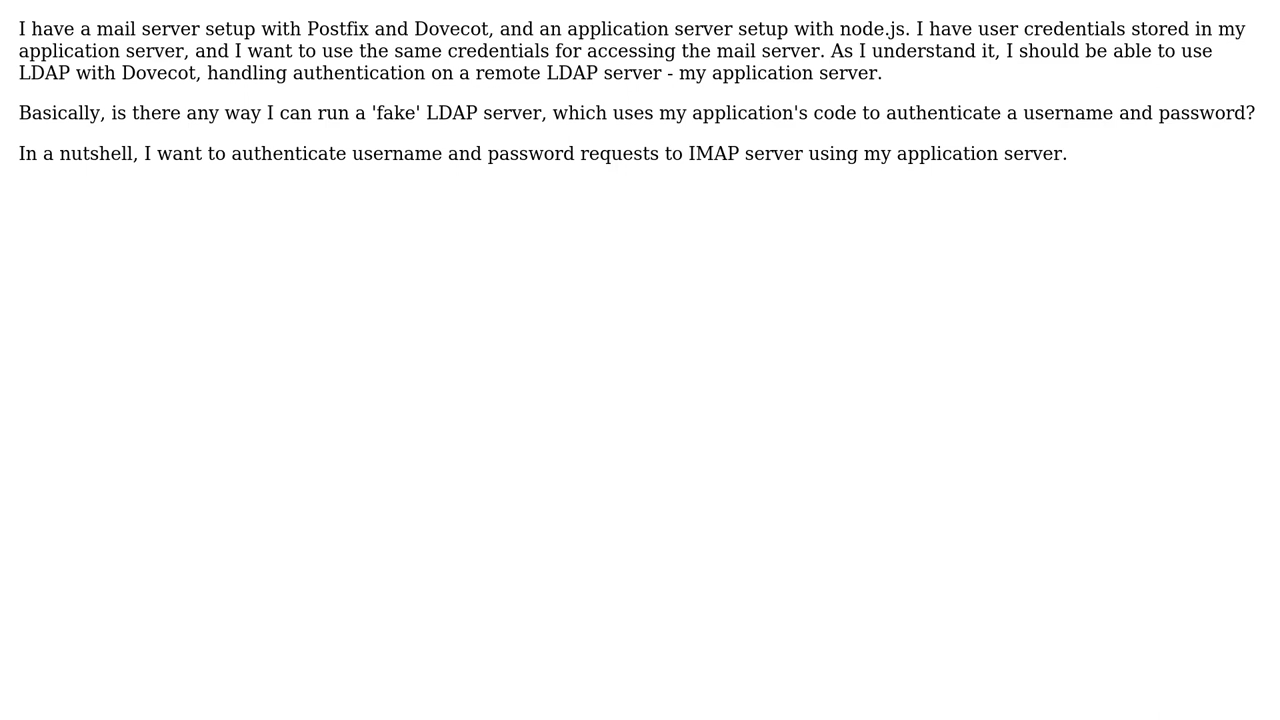 I have a mail server setup with Postfix and Dovecot, and an application server setup with node.js. I have user credentials stored in my
application server, and I want to use the same credentials for accessing the mail server. As I understand it, I should be able to use
LDAP with Dovecot, handling authentication on a remote LDAP server - my application server.
Basically, is there any way I can run a 'fake' LDAP server, which uses my application's code to authenticate a username and password?
In a nutshell, I want to authenticate username and password requests to IMAP server using my application server.